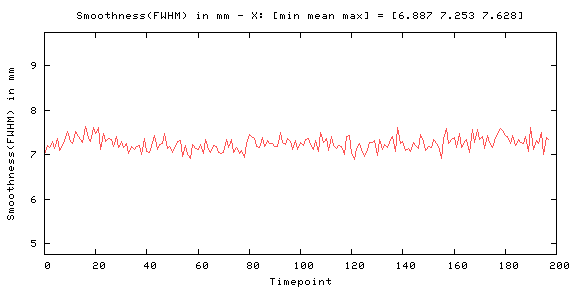 Smoothness(FWHM) in mm - X: [min mean max] = [6.887 7.253 7.628]
9
8
7
6
5
Smoothness(FWHM) in mm
0 20 40 60 80 100 120 140 160 180 200
Timepoint